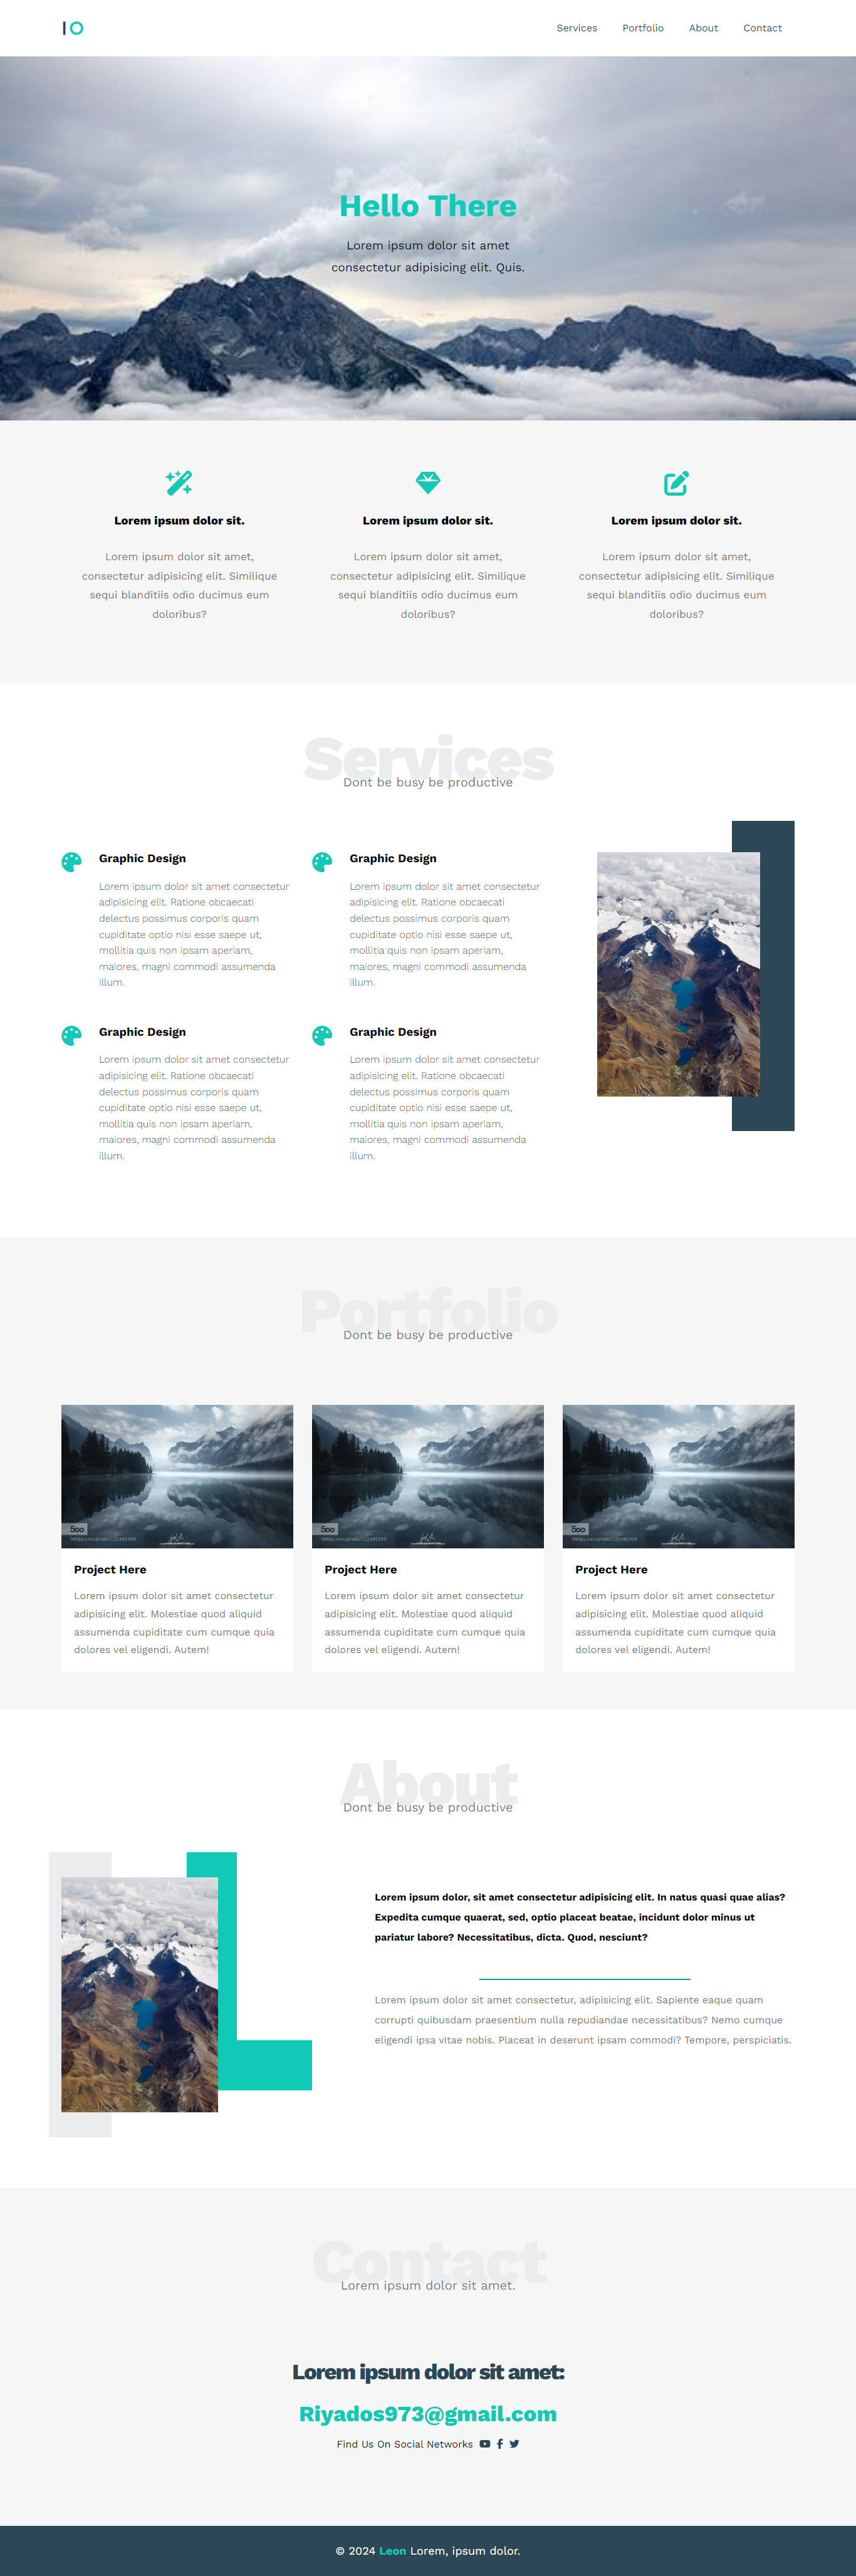 IO
Services Portfolio About Contact
Hello There
Lorem ipsum dolor sit amet
consectetur adipisicing elit. Quis.
Lorem ipsum dolor sit.
Lorem ipsum dolor sit amet,
consectetur adipisicing elit. Similique
sequi blanditiis odio ducimus eum
doloribus?
Lorem ipsum dolor sit.
Lorem ipsum dolor sit amet,
consectetur adipisicing elit. Similique
sequi blanditiis odio ducimus eum
doloribus?
Lorem ipsum dolor sit.
Lorem ipsum dolor sit amet,
consectetur adipisicing elit. Similique
sequi blanditiis odio ducimus eum
doloribus?
Services
Dont be busy be productive
Graphic Design
Lorem ipsum dolor sit amet consectetur
adipisicing elit. Ratione obcaecati
delectus possimus corporis quam
cupiditate optio nisi esse saepe ut,
mollitia quis non ipsam aperiam,
maiores, magni commodi assumenda
illum.
Graphic Design
Lorem ipsum dolor sit amet consectetur
adipisicing elit. Ratione obcaecati
delectus possimus corporis quam
cupiditate optio nisi esse saepe ut,
mollitia quis non ipsam aperiam,
maiores, magni commodi assumenda
illum.
Graphic Design
Lorem ipsum dolor sit amet consectetur
adipisicing elit. Ratione obcaecati
delectus possimus corporis quam
cupiditate optio nisi esse saepe ut,
mollitia quis non ipsam aperiam,
maiores, magni commodi assumenda
illum.
Graphic Design
Lorem ipsum dolor sit amet consectetur
adipisicing elit. Ratione obcaecati
delectus possimus corporis quam
cupiditate optio nisi esse saepe ut,
mollitia quis non ipsam aperiam,
maiores, magni commodi assumenda
illum.
Portfolio
Dont be busy be productive
500
Project Here
Lorem ipsum dolor sit amet consectetur
adipisicing elit. Molestiae quod aliquid
assumenda cupiditate cum cumque quia
dolores vel eligendi. Autem!
500
Project Here
Lorem ipsum dolor sit amet consectetur
adipisicing elit. Molestiae quod aliquid
assumenda cupiditate cum cumque quia
dolores vel eligendi. Autem!
500
Project Here
Lorem ipsum dolor sit amet consectetur
adipisicing elit. Molestiae quod aliquid
assumenda cupiditate cum cumque quia
dolores vel eligendi. Autem!
About
Dont be busy be productive
Lorem ipsum dolor, sit amet consectetur adipisicing elit. In natus quasi quae alias?
Expedita cumque quaerat, sed, optio placeat beatae, incidunt dolor minus ut
pariatur labore? Necessitatibus, dicta. Quod, nesciunt?
Lorem ipsum dolor sit amet consectetur, adipisicing elit. Sapiente eaque quam
corrupti quibusdam praesentium nulla repudiandae necessitatibus? Nemo cumque
eligendi ipsa vitae nobis. Placeat in deserunt ipsam commodi? Tempore, perspiciatis.
Contact
Lorem ipsum dolor sit amet.
Lorem ipsum dolor sit amet:
Riyados973@gmail.com
Find Us On Social Networks
© 2024 Leon Lorem, ipsum dolor.